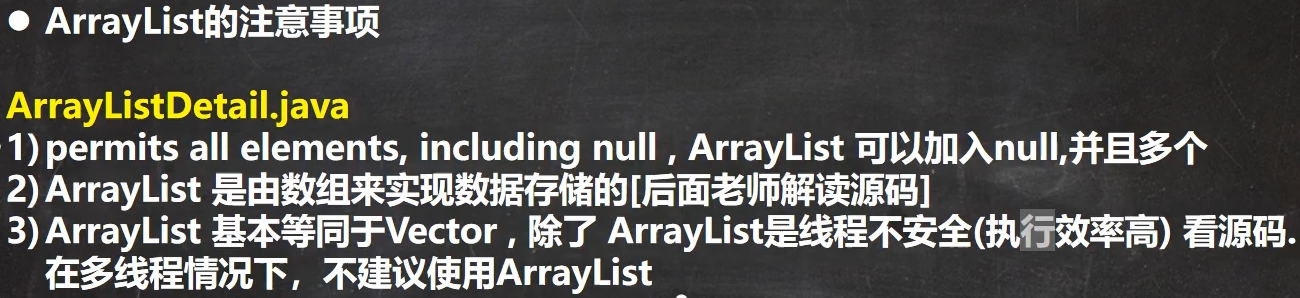 ● ArrayList的注意事项
ArrayListDetail.java
1) permits all elements, including null , ArrayList 可以加入null,并且多个
2) ArrayList 是由数组来实现数据存储的[后面老师解读源码]
3) ArrayList 基本等同于Vector , 除了 ArrayList是线程不安全(执行效率高) 看源码.
在多线程情况下，不建议使用ArrayList